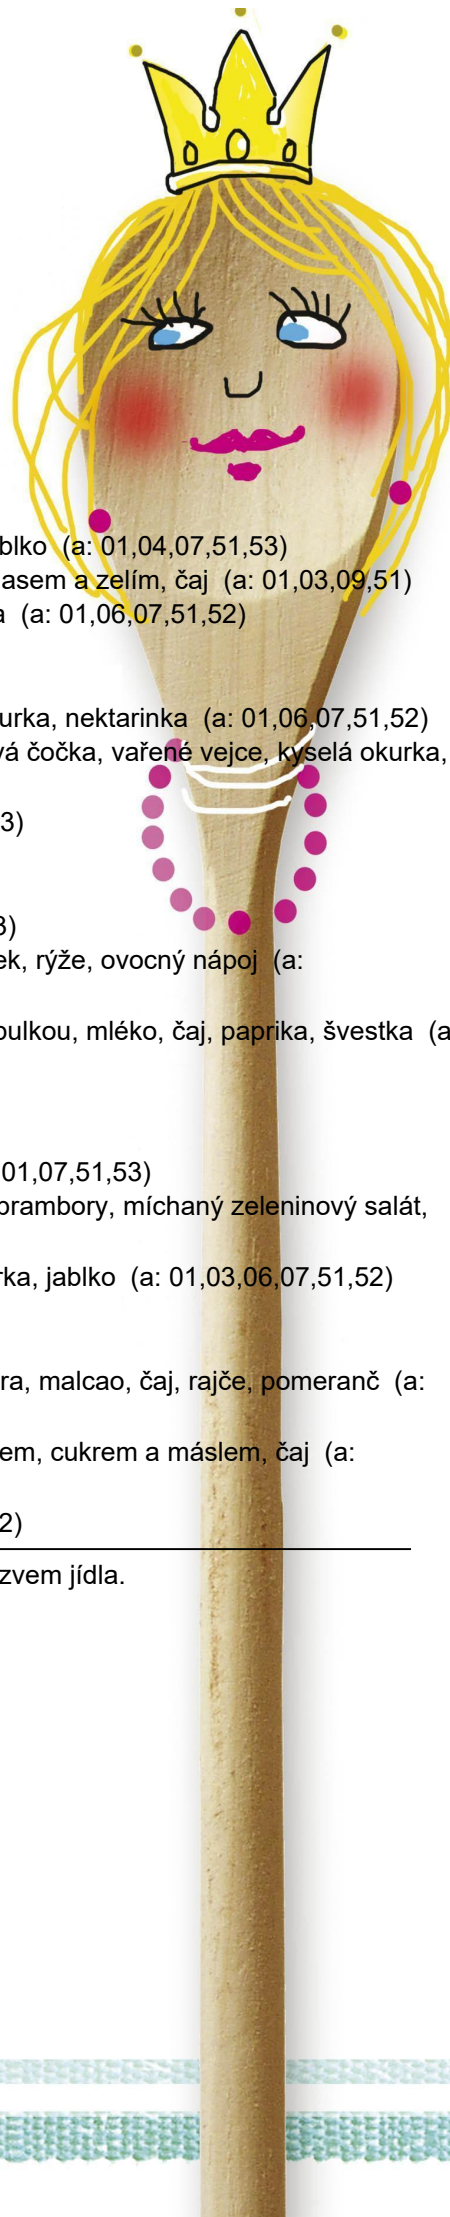 blko (a: 01,04,07,51,53)
asem a zelím, čaj (a: 01,03,09,51)
a (a: 01,06,07,51,52)
urka, nektarinka (a: 01,06,07,51,52)
vá čočka, vařené vejce, kyselá okurka,
3)
3)
ek, rýže, ovocný nápoj (a:
bulkou, mléko, čaj, paprika, švestka (a
01,07,51,53)
brambory, míchaný zeleninový salát,
rka, jablko (a: 01,03,06,07,51,52)
ra, malcao, čaj, rajče, pomeranč (a:
em, cukrem a máslem, čaj (a:
2)
zvem jídla.